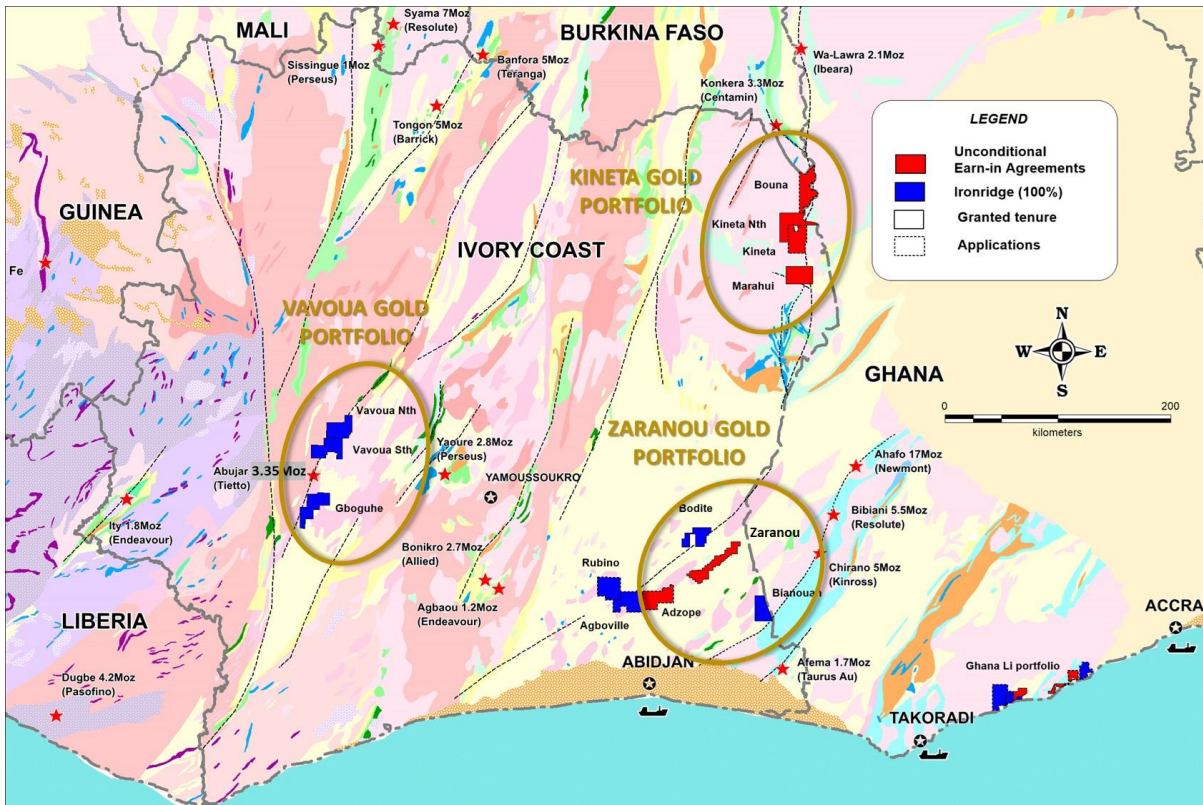 MALI
Syama 7Moz
(Resolute)
BURKINA FASO
Sissingue 1Moz
(Perseus)
Banfora 5Moz
(Teranga)
Wa-Lawra 2.1Moz
(Ibeara)
Konkera 3.3Moz
(Centamin)
Tongon 5Moz
(Barrick)
LEGEND
Unconditional
Earn-in Agreements
Ironridge (100%)
Granted tenure
Applications
KINETA GOLD
PORTFOLIO
Bouna
Kineta Nth
Kineta
Marahui
GUINEA
Fe
IVORY COAST
VAVOUA GOLD
PORTFOLIO
Vavoua Nth
Vavoua Sth
Abujar 3.35Moz
(Tietto)
Gboguhe
Yaoure 2.8Moz
(Perseus)
YAMOUSSOUKRO
N
W E
S
GHANA
0 200
kilometers
ZARANOU GOLD
PORTFOLIO
Ahafo 17Moz
(Newmont)
Bibiani 5.5Moz
(Resolute)
Chirano 5Moz
(Kinross)
Ity 1.8Moz
(Endeavour)
Bonikro 2.7Moz
(Allied)
Agbaou 1.2Moz
(Endeavour)
Bodite
Zaranou
Rubino
Adzope
Agboville
Bianouan
LIBERIA
Dugbe 4.2Moz
(Pasofino)
ABIDJAN
Afema 1.7Moz
(Taurus Au)
ACCRA
Ghana Li portfolio
TAKORADI